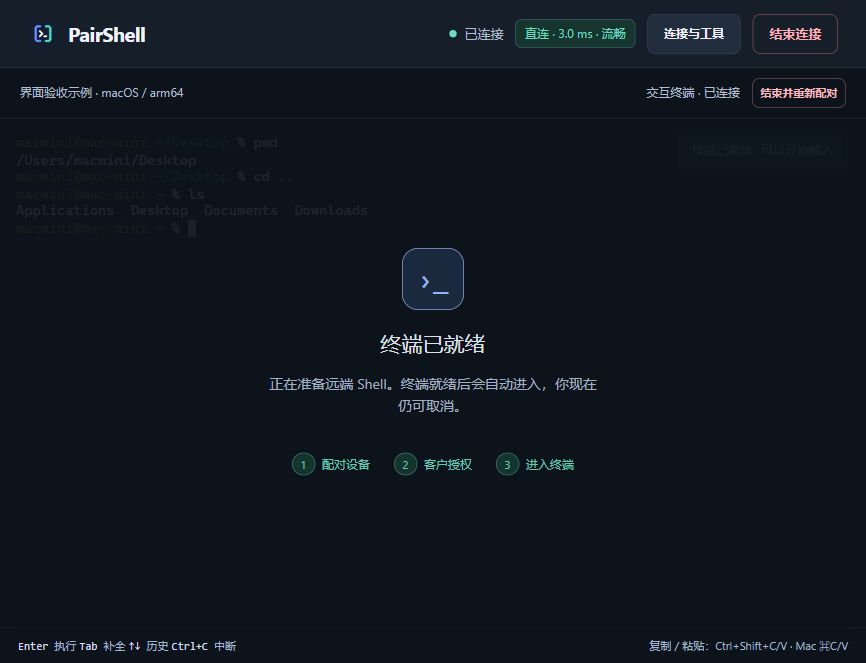 PairShell
已连接
直连 · 3.0 ms · 流畅
连接与工具
结束连接
界面验收示例 · macOS / arm64
交互终端 · 已连接
结束并重新配对
macmini@mac-mini ~/Desktop % pwd
/Users/macmini/Desktop
macmini@mac-mini ~/Desktop % cd ..
macmini@mac-mini ~ % ls
Applications Desktop Documents Downloads
macmini@mac-mini ~ %
终端已就绪 · 可以开始输入
›_
终端已就绪
正在准备远端 Shell。终端就绪后会自动进入，你现在
仍可取消。
1 配对设备
2 客户授权
3 进入终端
Enter 执行 Tab 补全 ↑↓ 历史 Ctrl+C 中断
复制 / 粘贴：Ctrl+Shift+C/V · Mac ⌘C/V